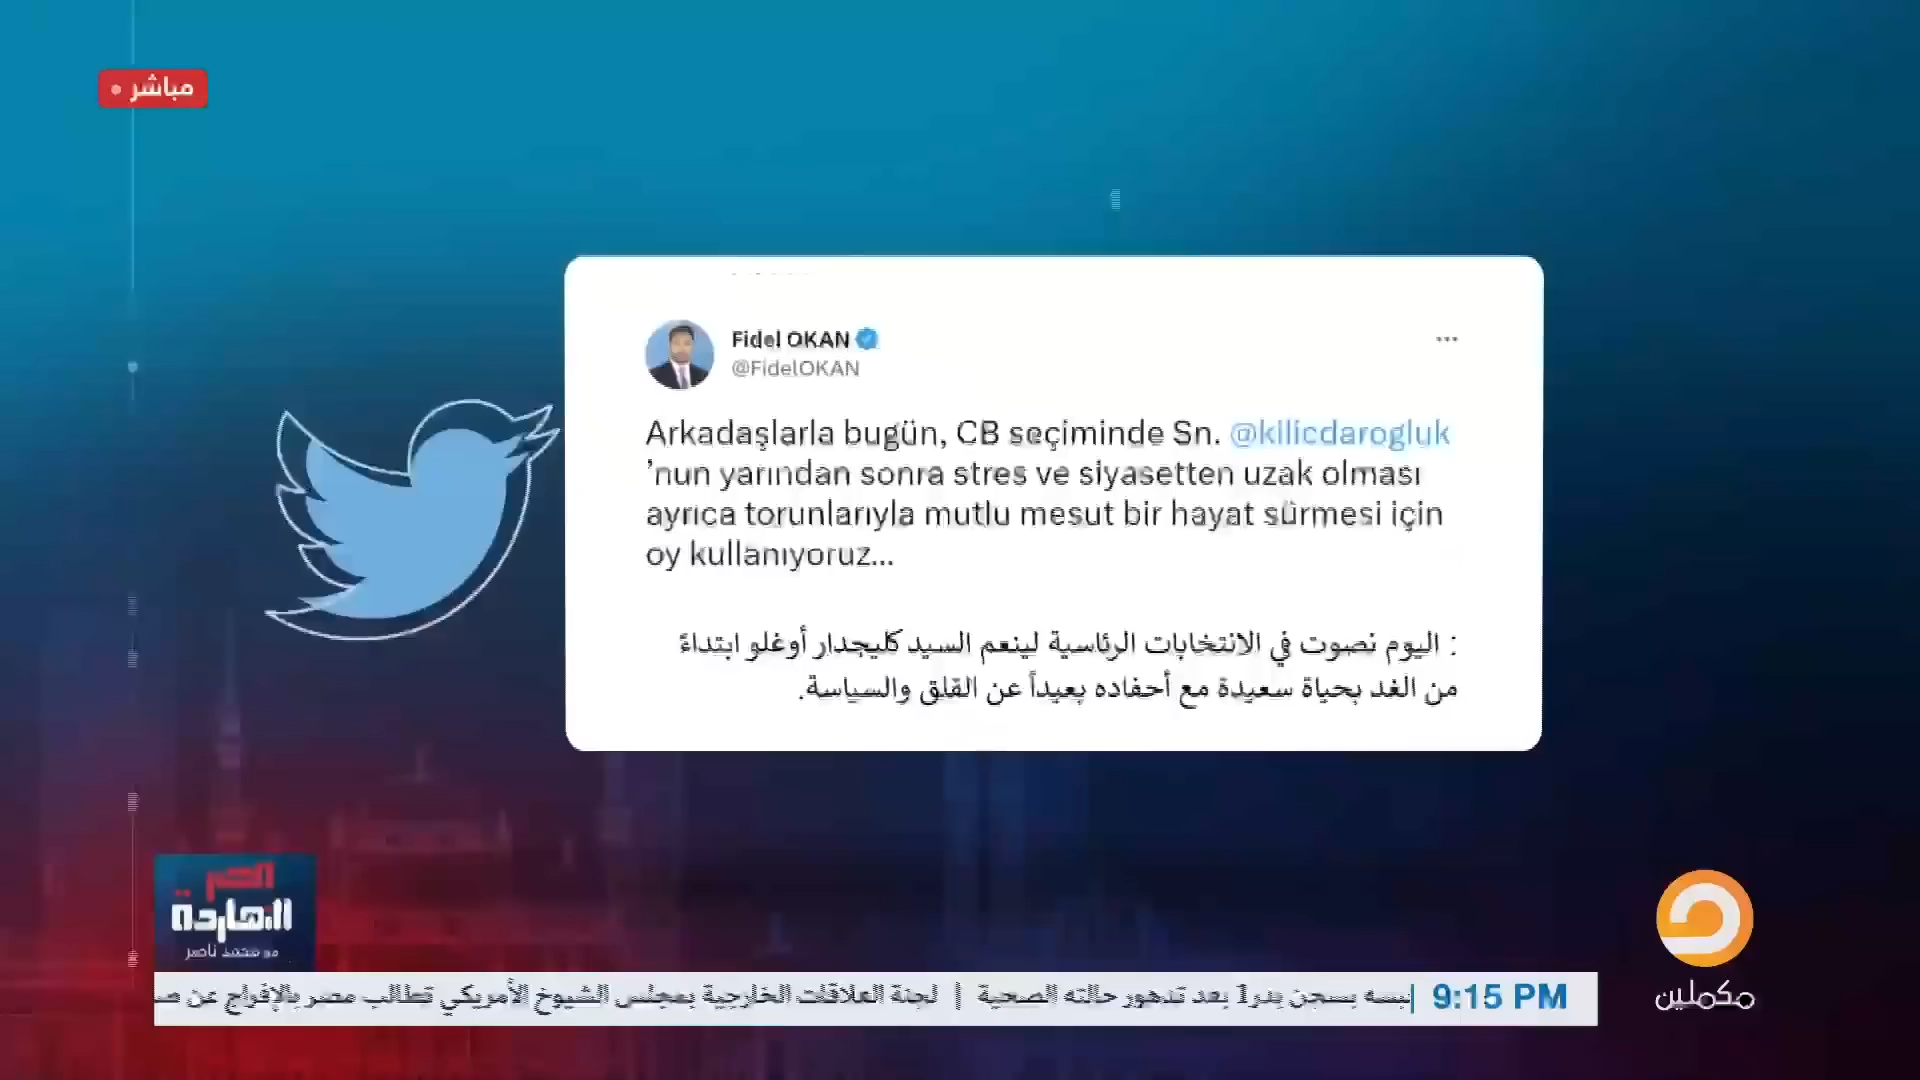 مباشر
Fidel OKAN
@FidelOKAN
Arkadaşlarla bugün, CB seçiminde Sn. @kilicdarogluk
'nun yarından sonra stres ve siyasetten uzak olması
ayrıca torunlarıyla mutlu mesut bir hayat sürmesi için
oy kullanıyoruz...
: اليوم نصوت في الانتخابات الرئاسية لينعم السيد كليجدار أوغلو ابتداءً
من الغد بحياة سعيدة مع أحفاده بعيداً عن القلق والسياسة.
النهاردة
مع محمد ناصر
بسجن بدر1 بعد تدهور حالته الصحية | لجنة العلاقات الخارجية بمجلس الشيوخ الأمريكي تطالب مصر بالإفراج عن
9:15 PM
مكملين